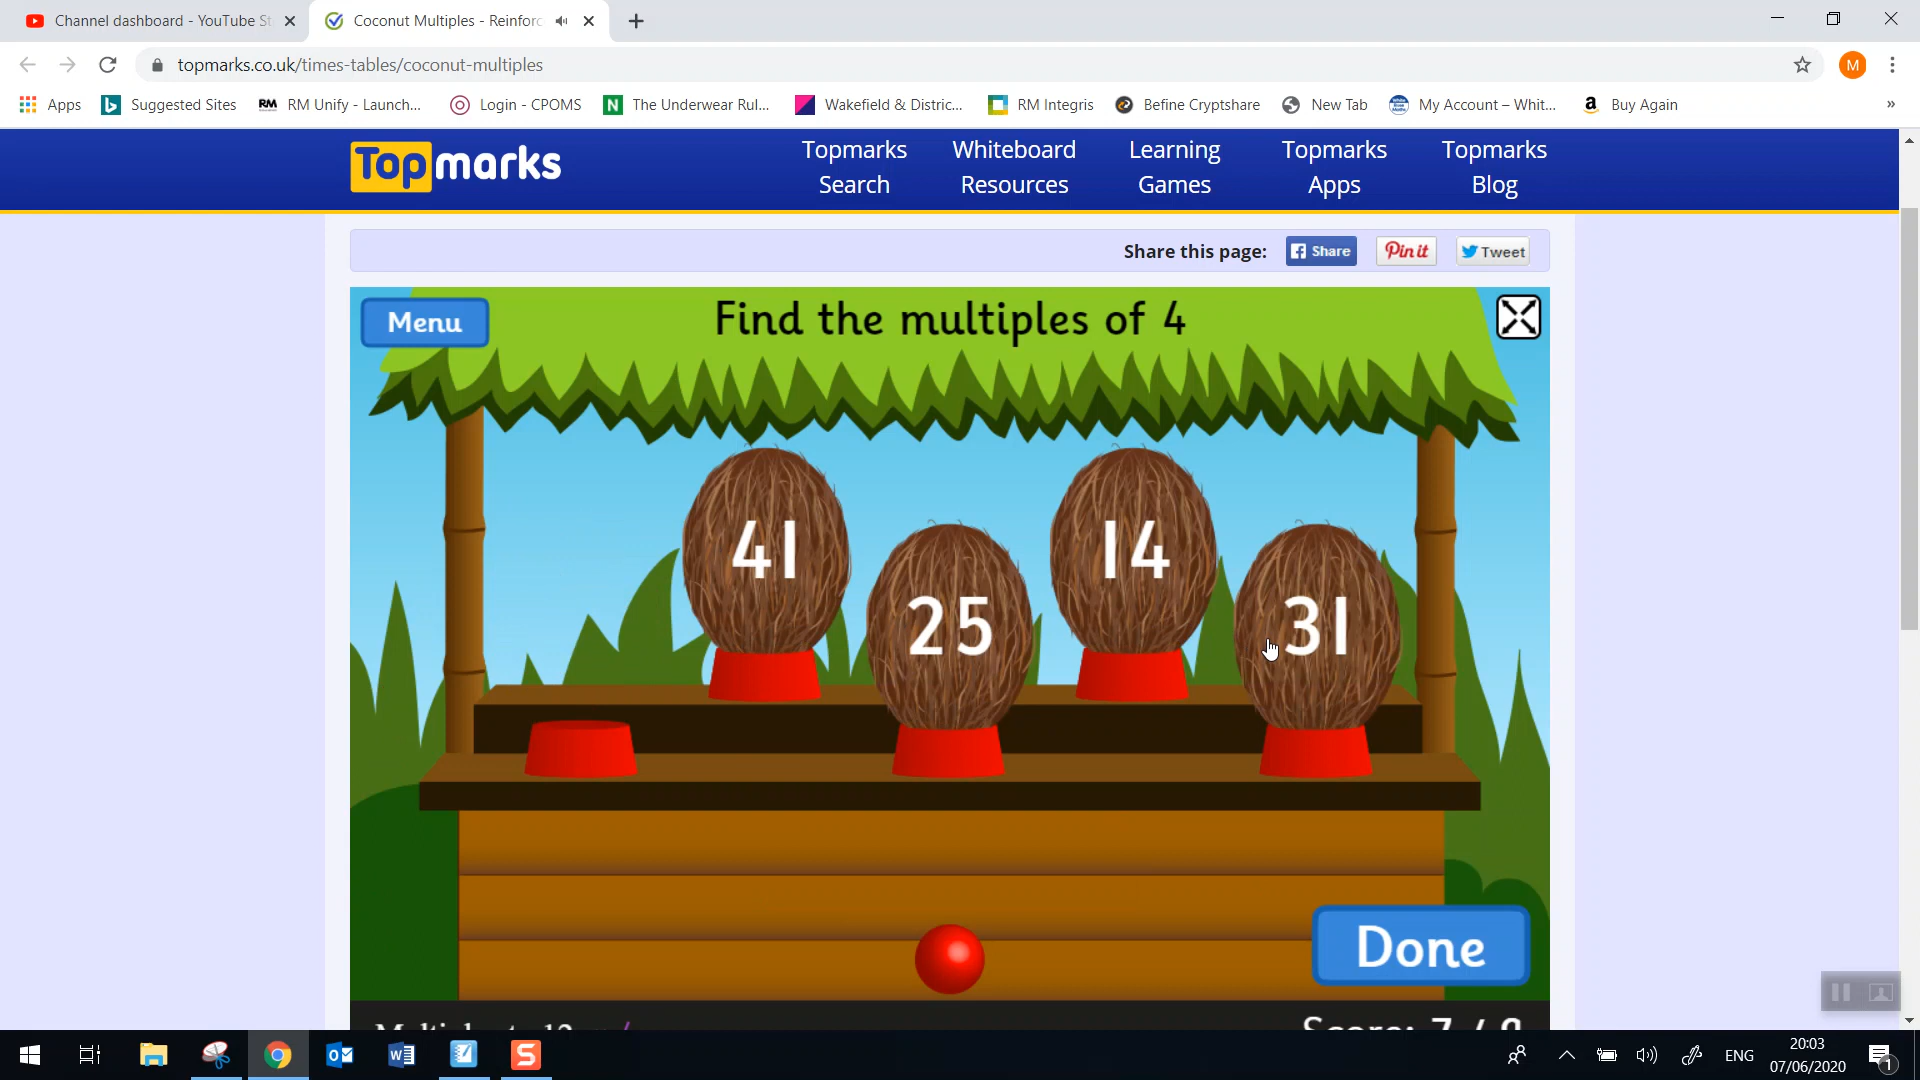 Channel dashboard - YouTube St
Coconut Multiples - Reinforc
topmarks.co.uk/times-tables/coconut-multiples
M
Apps
Suggested Sites
RM Unify - Launch...
Login - CPOMS
The Underwear Rul...
Wakefield & Distric...
RM Integris
Befine Cryptshare
New Tab
My Account – Whit...
Buy Again
»
Topmarks
Topmarks Search
Whiteboard Resources
Learning Games
Topmarks Apps
Topmarks Blog
Share this page:
Share
Pin it
Tweet
Menu
Find the multiples of 4
41
14
25
31
Done
20:03
ENG
07/06/2020
1